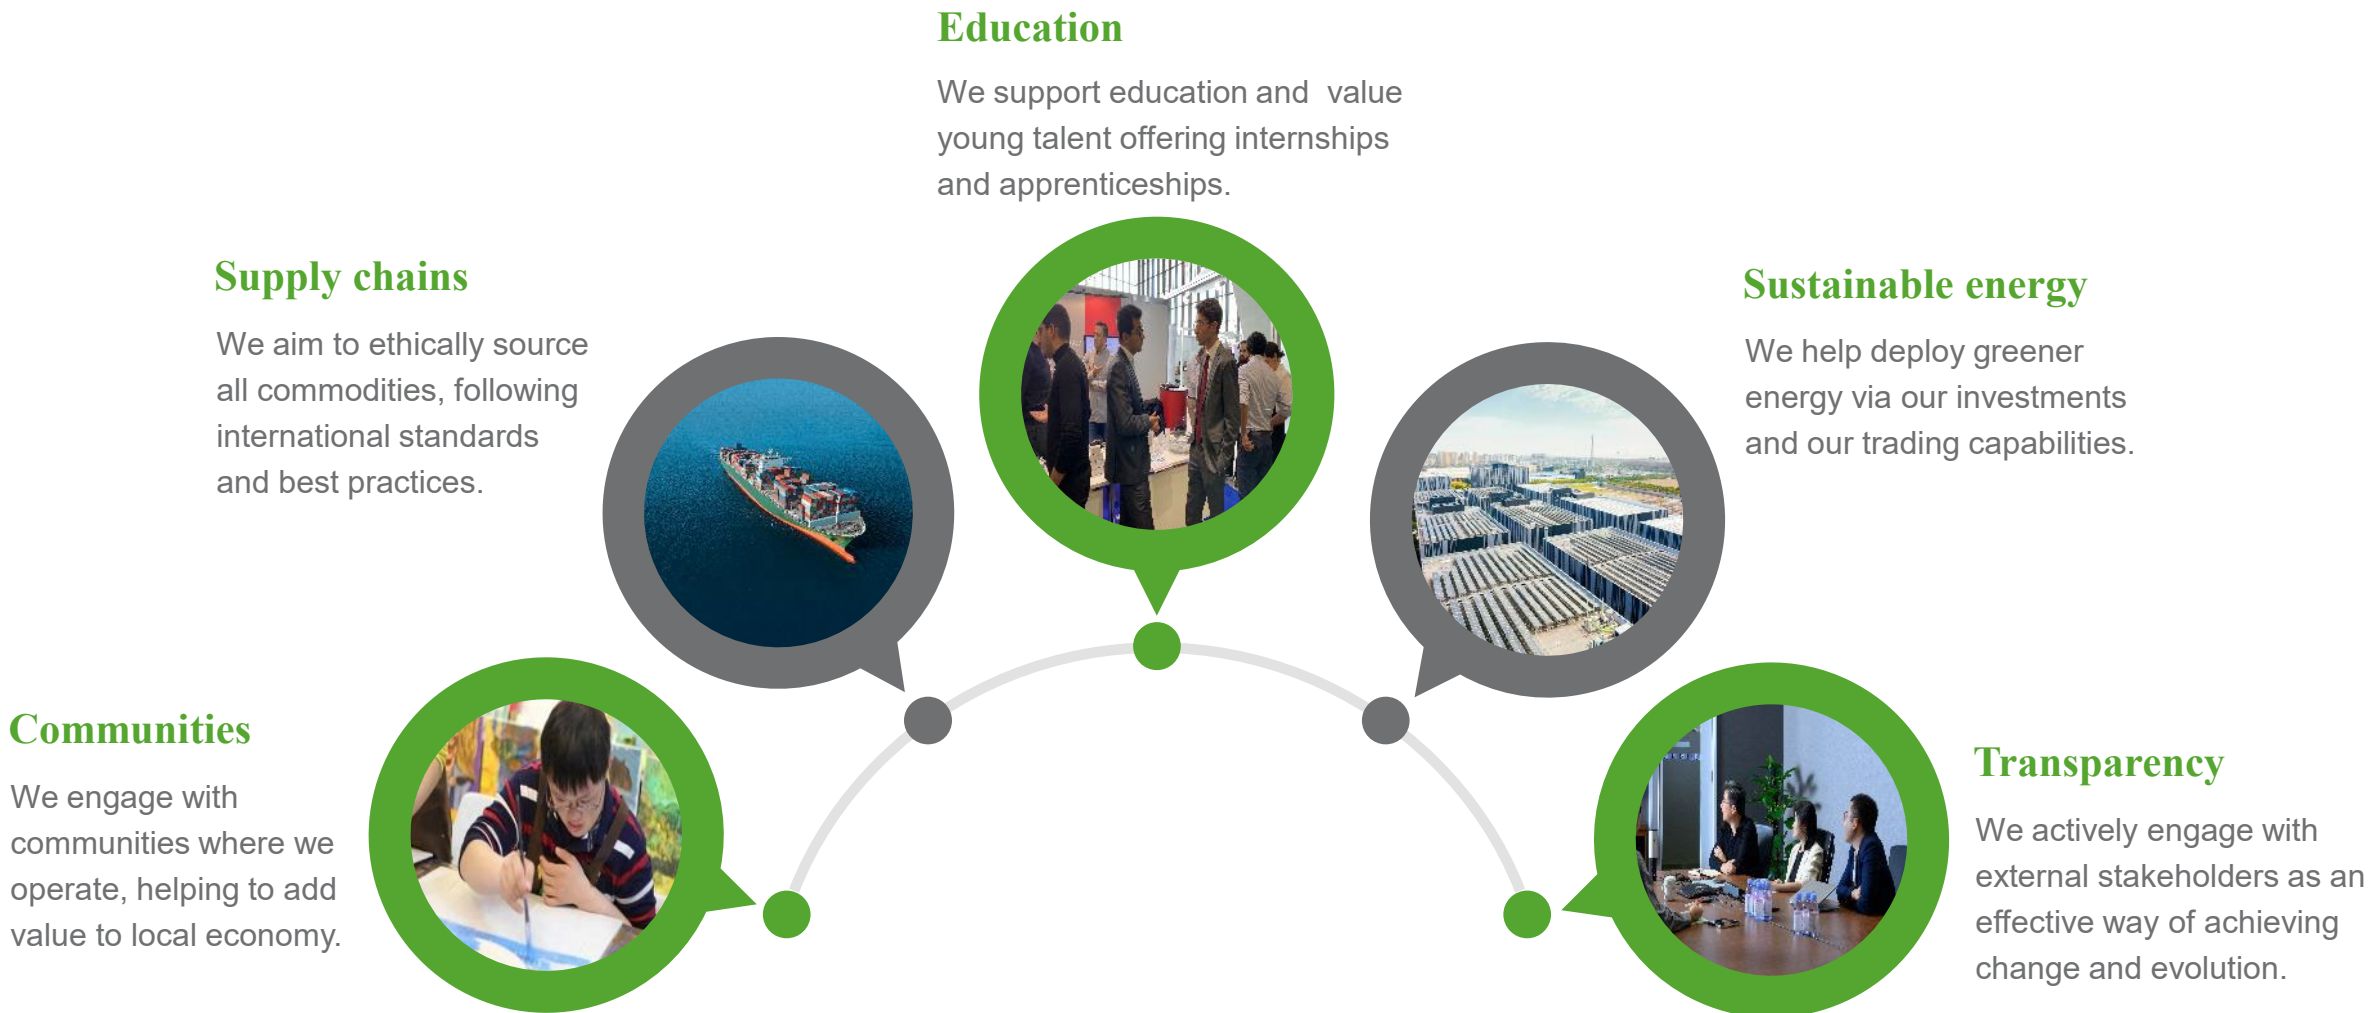 Education
We support education and value
young talent offering internships
and apprenticeships.
Supply chains
We aim to ethically source
all commodities, following
international standards
and best practices.
Sustainable energy
We help deploy greener
energy via our investments
and our trading capabilities.
Communities
We engage with
communities where we
operate, helping to add
value to local economy.
Transparency
We actively engage with
external stakeholders as an
effective way of achieving
change and evolution.